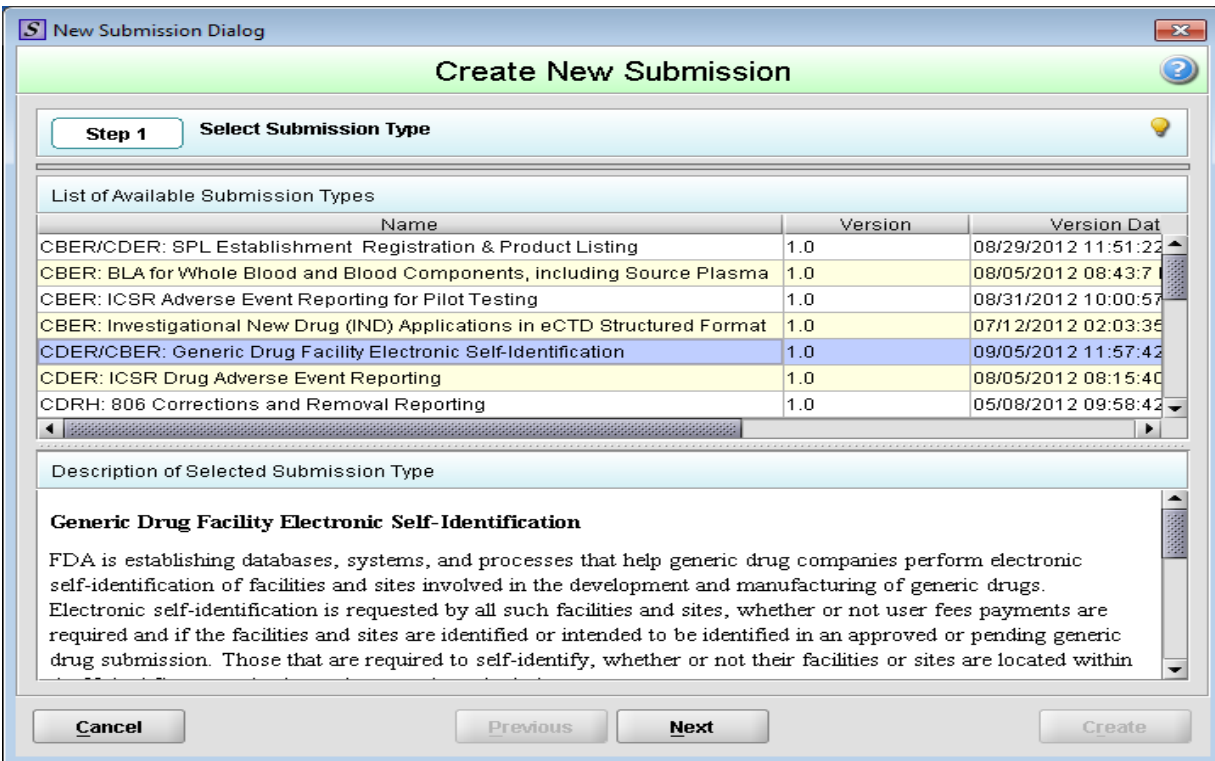 S New Submission Dialog
Create New Submission
?
Step 1 Select Submission Type
List of Available Submission Types
Name Version Version Dat
CBER/CDER: SPL Establishment Registration & Product Listing 1.0 08/29/2012 11:51:22
CBER: BLA for Whole Blood and Blood Components, including Source Plasma 1.0 08/05/2012 08:43:7
CBER: ICSR Adverse Event Reporting for Pilot Testing 1.0 08/31/2012 10:00:57
CBER: Investigational New Drug (IND) Applications in eCTD Structured Format 1.0 07/12/2012 02:03:35
CDER/CBER: Generic Drug Facility Electronic Self-Identification 1.0 09/05/2012 11:57:42
CDER: ICSR Drug Adverse Event Reporting 1.0 08/05/2012 08:15:40
CDRH: 806 Corrections and Removal Reporting 1.0 05/08/2012 09:58:42
Description of Selected Submission Type
Generic Drug Facility Electronic Self-Identification
FDA is establishing databases, systems, and processes that help generic drug companies perform electronic
self-identification of facilities and sites involved in the development and manufacturing of generic drugs.
Electronic self-identification is requested by all such facilities and sites, whether or not user fees payments are
required and if the facilities and sites are identified or intended to be identified in an approved or pending generic
drug submission. Those that are required to self-identify, whether or not their facilities or sites are located within
Cancel Previous Next Create